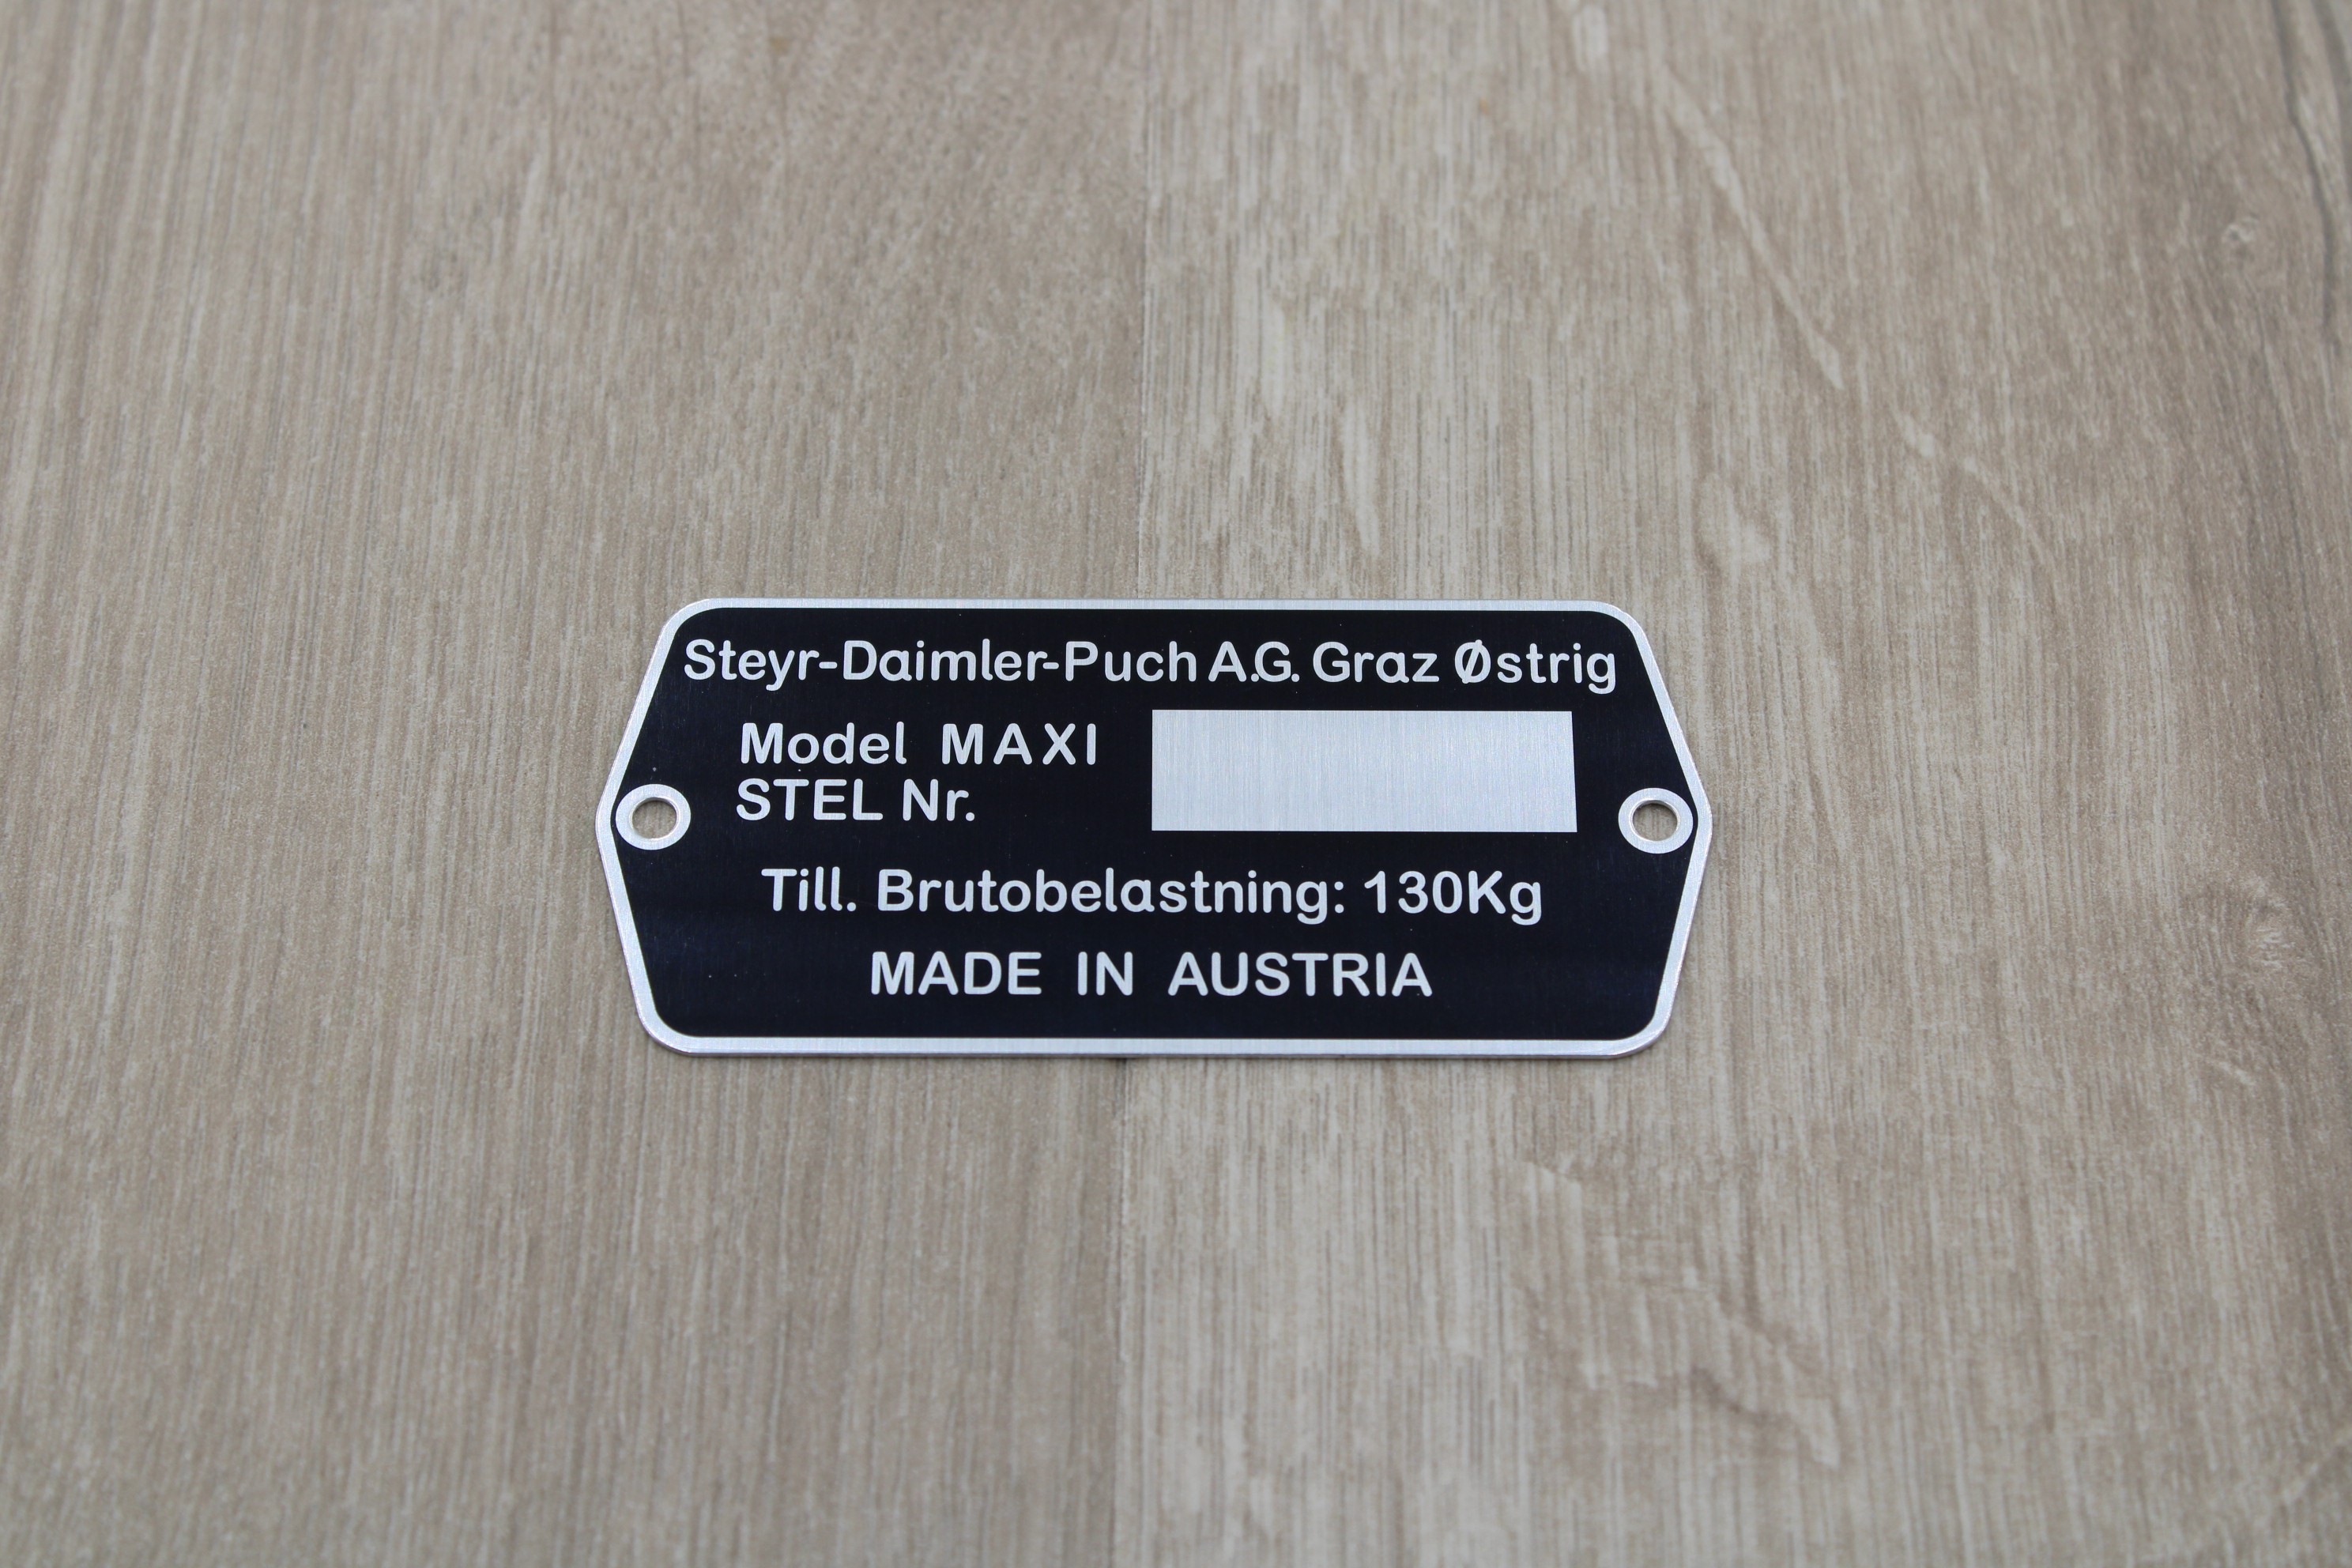 Steyr-Daimler-Puch A.G. Graz Østrig
Model MAXI
STEL Nr.
Till. Brutobelastning: 130Kg
MADE IN AUSTRIA